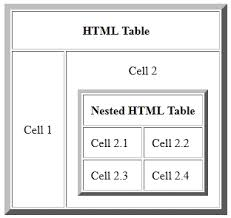 HTML Table
Cell 1
Cell 2
Nested HTML Table
Cell 2.1 Cell 2.2
Cell 2.3 Cell 2.4